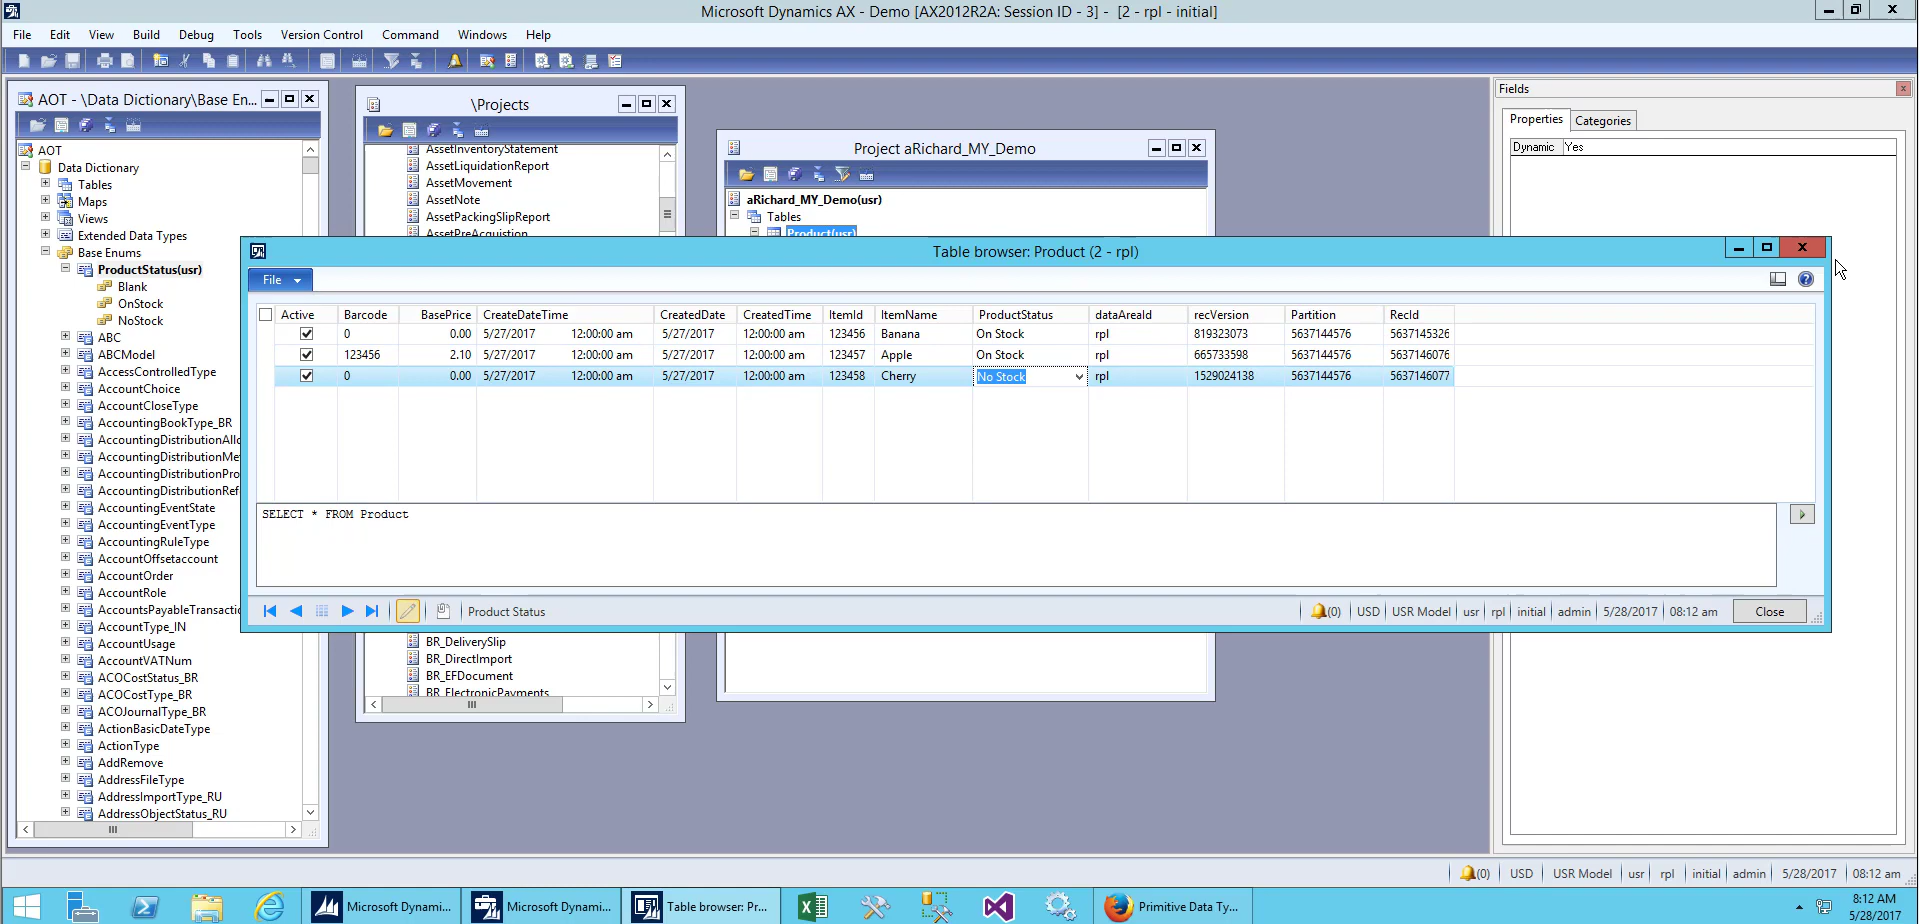 Microsoft Dynamics AX - Demo [AX2012R2A: Session ID - 3] - [2 - rpl - initial]
File Edit View Build Debug Tools Version Control Command Windows Help
AOT - \Data Dictionary\Base En...
AOT
Data Dictionary
Tables
Maps
Views
Extended Data Types
Base Enums
ProductStatus(usr)
Blank
OnStock
NoStock
ABC
ABCModel
AccessControlledType
AccountChoice
AccountCloseType
AccountingBookType_BR
AccountingDistributionAllo
AccountingDistributionMe
AccountingDistributionPro
AccountingDistributionRef
AccountingEventState
AccountingEventType
AccountingRuleType
AccountOffsetaccount
AccountOrder
AccountRole
AccountsPayableTransactio
AccountType_IN
AccountUsage
AccountVATNum
ACOCostStatus_BR
ACOCostType_BR
ACOJournalType_BR
ActionBasicDateType
ActionType
AddRemove
AddressFileType
AddressImportType_RU
AddressObjectStatus_RU
\Projects
AssetInventoryStatement
AssetLiquidationReport
AssetMovement
AssetNote
AssetPackingSlipReport
AssetPreAcquistion
BR_DeliverySlip
BR_DirectImport
BR_EFDocument
BR_ElectronicPayments
Project aRichard_MY_Demo
aRichard_MY_Demo(usr)
Tables
Product(usr)
Fields
Properties Categories
Dynamic Yes
Table browser: Product (2 - rpl)
File
Active Barcode BasePrice CreateDateTime CreatedDate CreatedTime ItemId ItemName ProductStatus dataAreaId recVersion Partition RecId
0 0.00 5/27/2017 12:00:00 am 5/27/2017 12:00:00 am 123456 Banana On Stock rpl 819323073 5637144576 5637145326
123456 2.10 5/27/2017 12:00:00 am 5/27/2017 12:00:00 am 123457 Apple On Stock rpl 665733598 5637144576 5637146076
0 0.00 5/27/2017 12:00:00 am 5/27/2017 12:00:00 am 123458 Cherry No Stock rpl 1529024138 5637144576 5637146077
SELECT * FROM Product
Product Status (0) USD USR Model usr rpl initial admin 5/28/2017 08:12 am Close
(0) USD USR Model usr rpl initial admin 5/28/2017 08:12 am
Microsoft Dynami... Microsoft Dynami... Table browser: Pr... Primitive Data Ty...
8:12 AM
5/28/2017